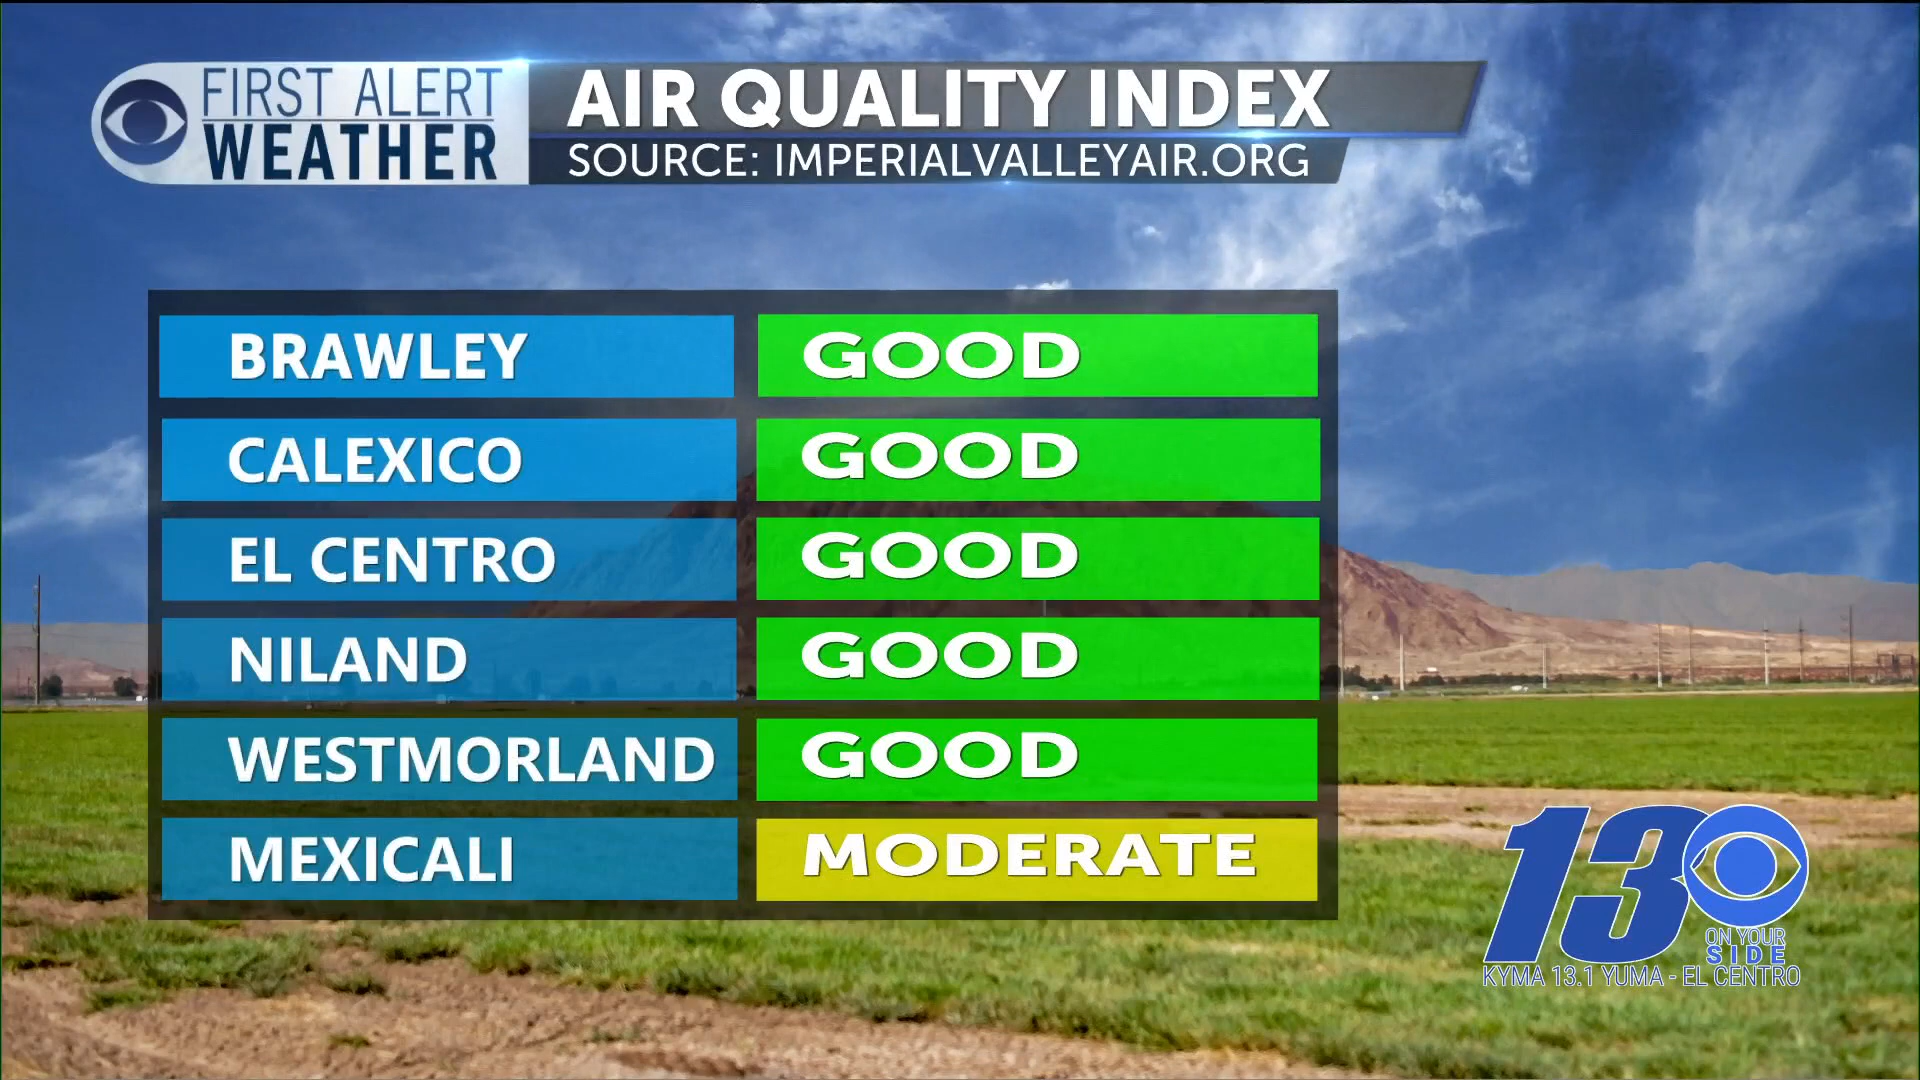 FIRST ALERT
WEATHER
AIR QUALITY INDEX
SOURCE: IMPERIALVALLEYAIR.ORG
BRAWLEY GOOD
CALEXICO GOOD
EL CENTRO GOOD
NILAND GOOD
WESTMORLAND GOOD
MEXICALI MODERATE
13
ON YOUR
SIDE
KYMA 13.1 YUMA - EL CENTRO